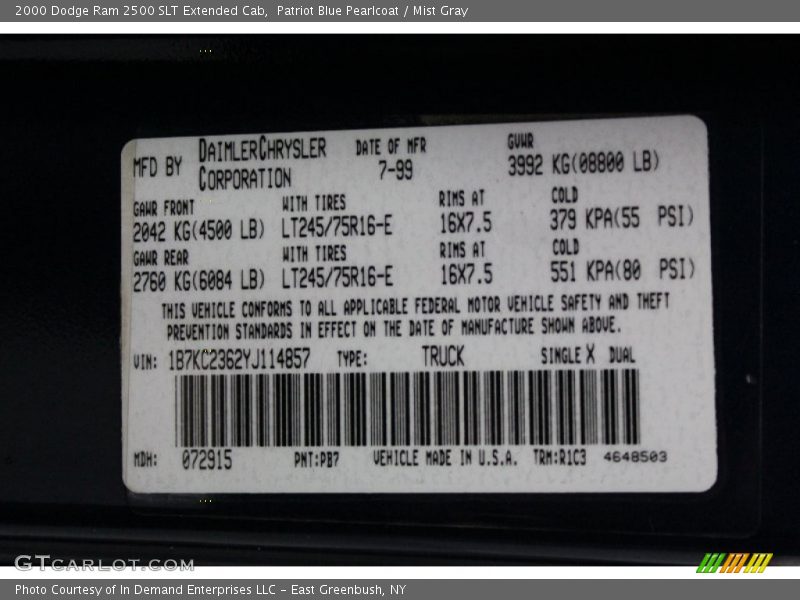 2000 Dodge Ram 2500 SLT Extended Cab,  Patriot Blue Pearlcoat / Mist Gray
MFD BY DAIMLERCHRYSLER CORPORATION DATE OF MFR 7-99 GVWR 3992 KG(08800 LB)
GAWR FRONT WITH TIRES RIMS AT COLD
2042 KG(4500 LB) LT245/75R16-E 16X7.5 379 KPA(55 PSI)
GAWR REAR WITH TIRES RIMS AT COLD
2760 KG(6084 LB) LT245/75R16-E 16X7.5 551 KPA(80 PSI)
THIS VEHICLE CONFORMS TO ALL APPLICABLE FEDERAL MOTOR VEHICLE SAFETY AND THEFT
PREVENTION STANDARDS IN EFFECT ON THE DATE OF MANUFACTURE SHOWN ABOVE.
VIN: 1B7KC2362YJ114857 TYPE: TRUCK SINGLE X DUAL
MDH: 072915 PNT:PB7 VEHICLE MADE IN U.S.A. TRM:R1C3 4648503
GTCARLOT.COM
Photo Courtesy of In Demand Enterprises LLC – East Greenbush, NY